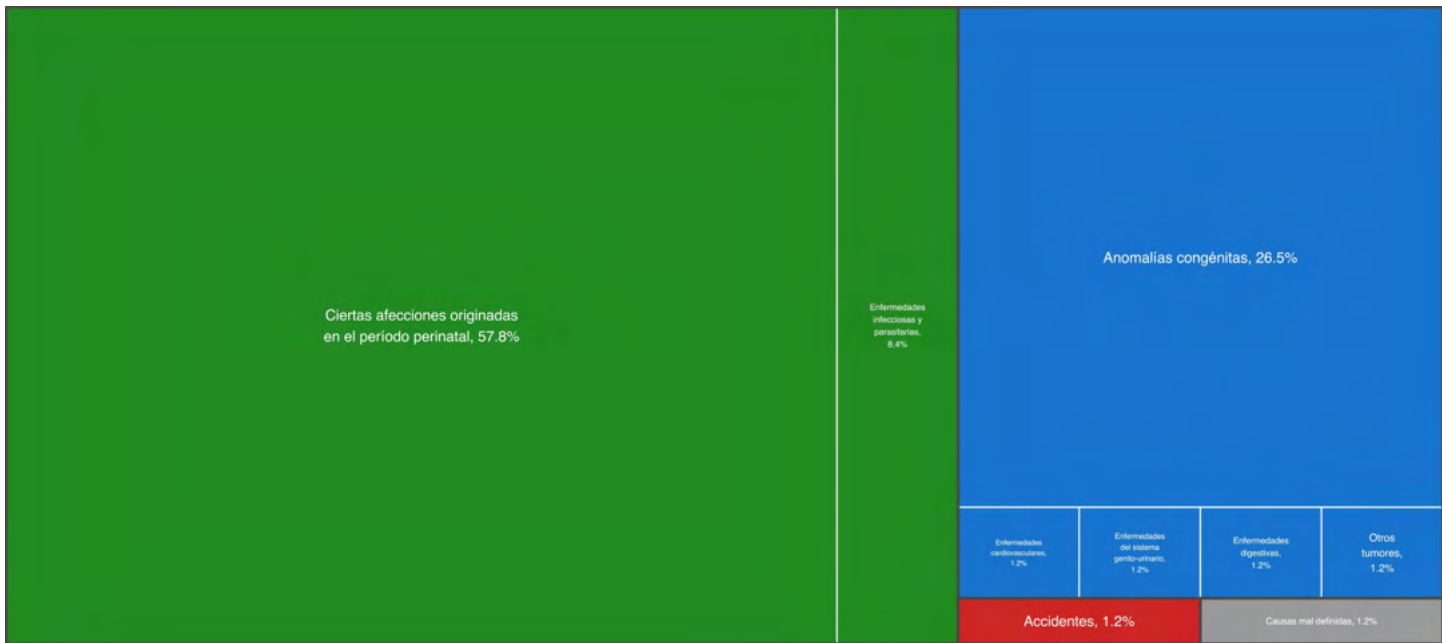 Ciertas afecciones originadas
en el período perinatal, 57.8%
Enfermedades
infecciosas y
parasitarias,
8.4%
Anomalías congénitas, 26.5%
Enfermedades
cardiovasculares,
1.2%
Enfermedades
del sistema
genito-urinario,
1.2%
Enfermedades
digestivas,
1.2%
Otros
tumores,
1.2%
Accidentes, 1.2%
Causas mal definidas, 1.2%